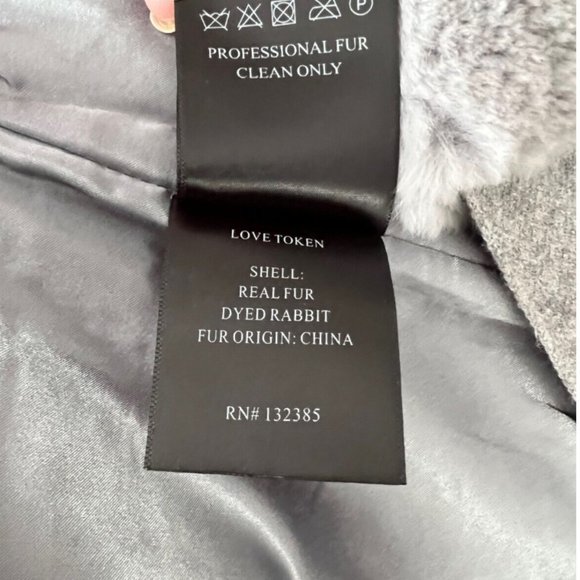 P
PROFESSIONAL FUR
CLEAN ONLY
LOVE TOKEN
SHELL:
REAL FUR
DYED RABBIT
FUR ORIGIN: CHINA
RN# 132385